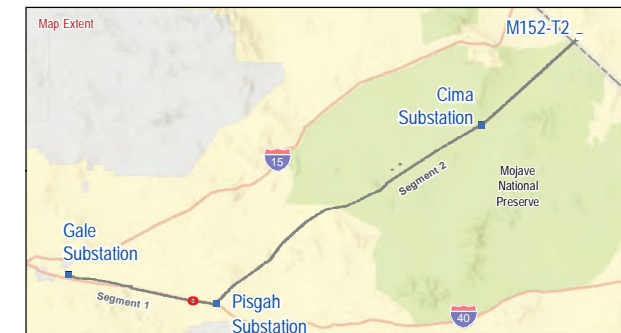 Map Extent
M152-T2
Cima
Substation
15
Segment 2
Mojave
National
Preserve
Gale
Substation
Segment 1
Pisgah
Substation
40